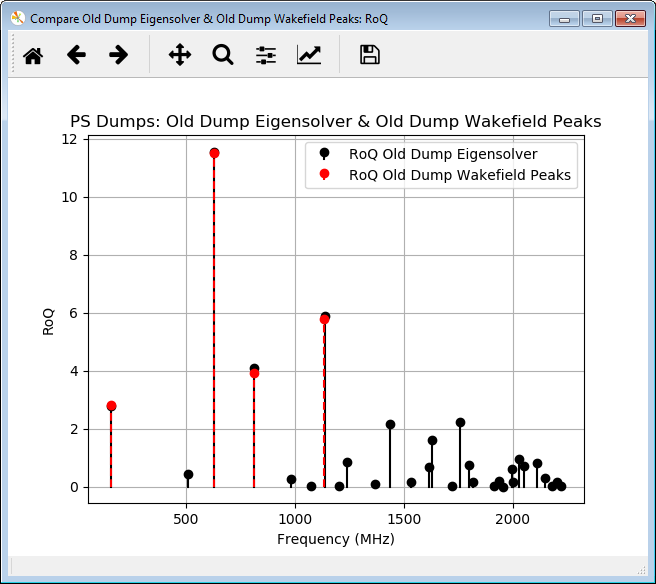 Compare Old Dump Eigensolver & Old Dump Wakefield Peaks: RoQ
PS Dumps: Old Dump Eigensolver & Old Dump Wakefield Peaks
12
10
8
6
4
2
0
RoQ
RoQ Old Dump Eigensolver
RoQ Old Dump Wakefield Peaks
500 1000 1500 2000
Frequency (MHz)